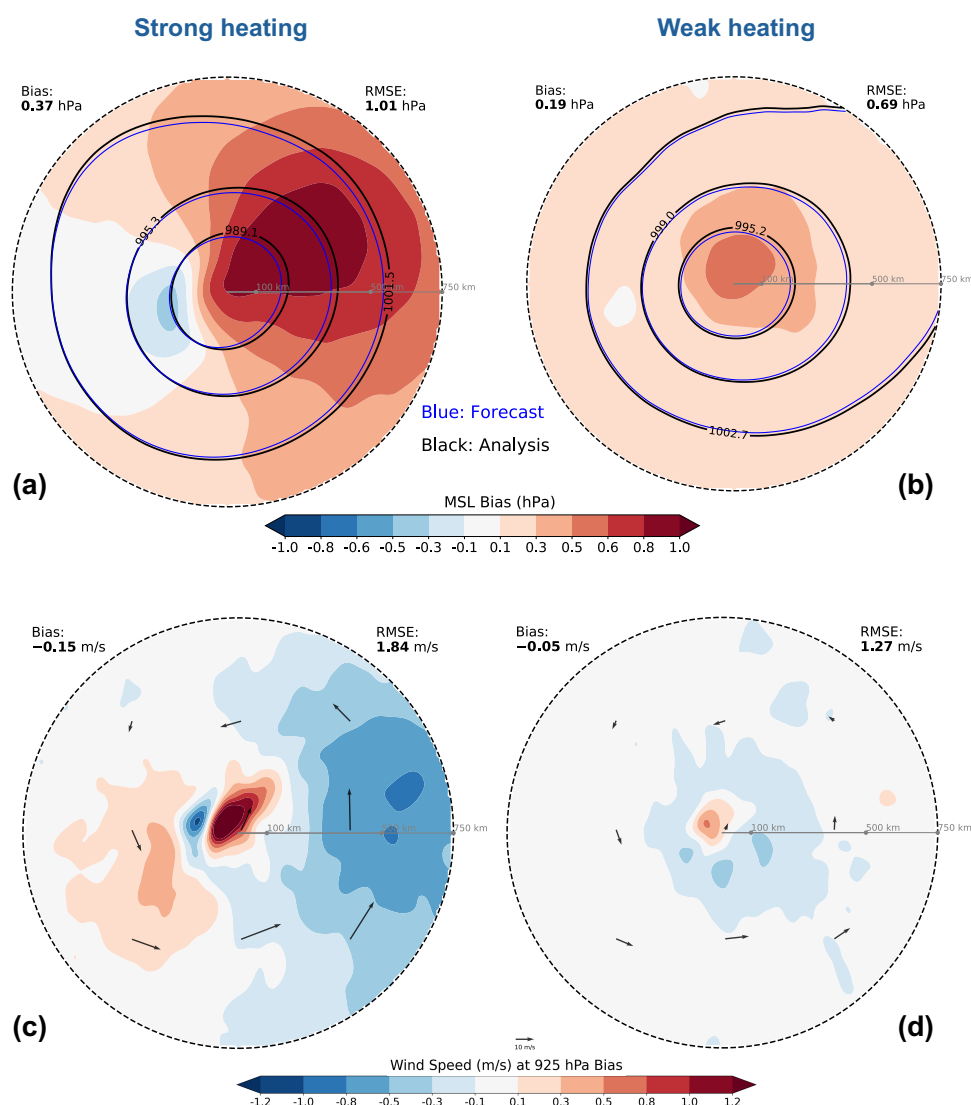 Strong heating
Weak heating
Bias:
0.37 hPa
RMSE:
1.01 hPa
Bias:
0.19 hPa
RMSE:
0.69 hPa
995.3
989.1
1001.5
100 km
750 km
999.0
995.2
1002.7
100 km
500 km
750 km
Blue: Forecast
Black: Analysis
(a)
(b)
MSL Bias (hPa)
-1.0 -0.8 -0.6 -0.5 -0.3 -0.1 0.1 0.3 0.5 0.6 0.8 1.0
Bias:
−0.15 m/s
RMSE:
1.84 m/s
Bias:
−0.05 m/s
RMSE:
1.27 m/s
100 km
750 km
100 km
500 km
750 km
(c)
(d)
10 m/s
Wind Speed (m/s) at 925 hPa Bias
-1.2 -1.0 -0.8 -0.5 -0.3 -0.1 0.1 0.3 0.5 0.8 1.0 1.2